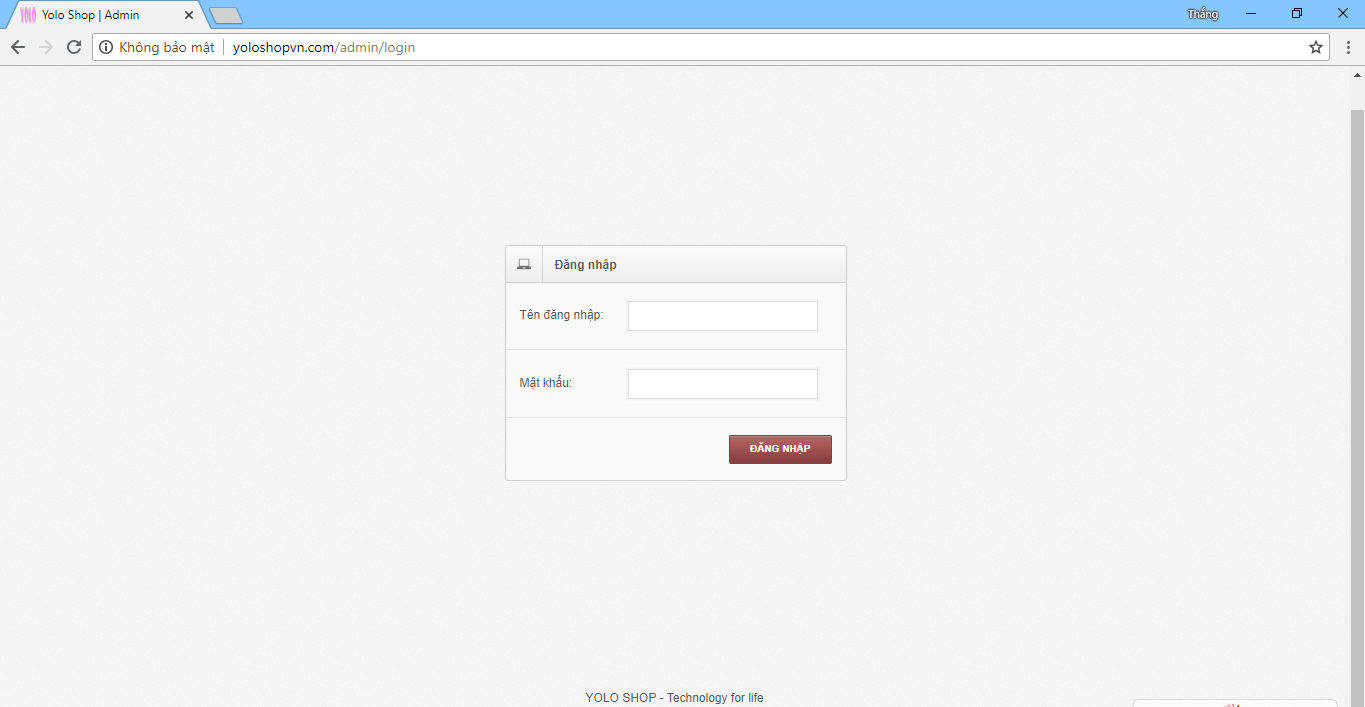 YOLO Yolo Shop | Admin
Thắng
Không bảo mật yoloshopvn.com/admin/login
Đăng nhập
Tên đăng nhập:
Mật khẩu:
ĐĂNG NHẬP
YOLO SHOP - Technology for life